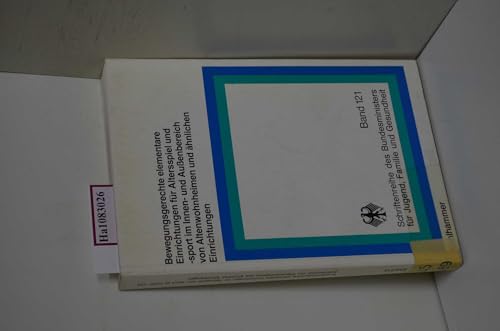 Bewegungsgerechte elementare
Einrichtungen für Altersspiel und
-sport im Innen- und Außenbereich
von Altenwohnheimen und ähnlichen
Einrichtungen
Band 121
Schriftenreihe des Bundesministers
für Jugend, Familie und Gesundheit
Ha1083026